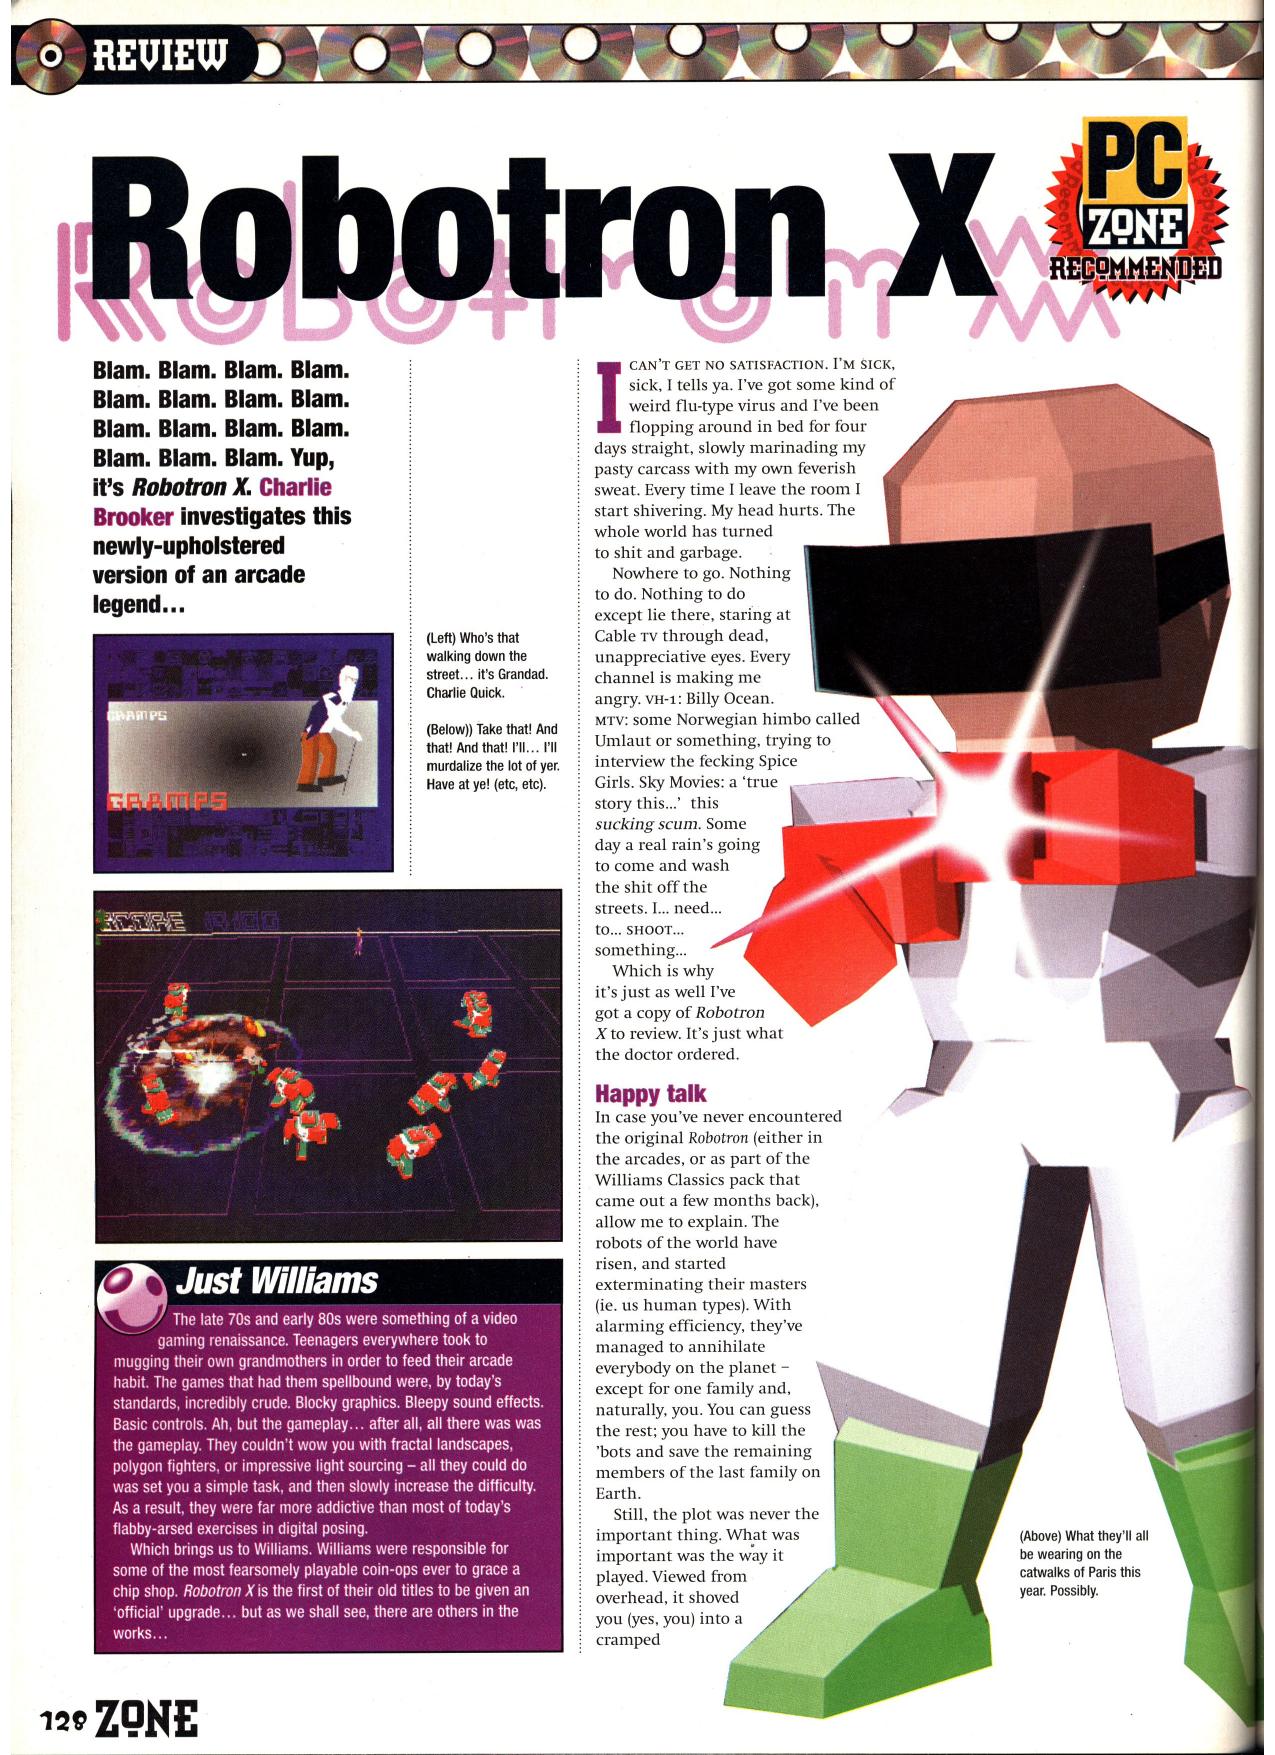 REVIEW
Robotron X
Robotron X
PC
ZONE
RECOMMENDED
Blam. Blam. Blam. Blam.
Blam. Blam. Blam. Blam.
Blam. Blam. Blam. Blam.
Blam. Blam. Blam. Yup,
it's Robotron X. Charlie
Brooker investigates this
newly-upholstered
version of an arcade
legend...
GRAMPS
GRAMPS
(Left) Who's that
walking down the
street... it's Grandad.
Charlie Quick.
(Below)) Take that! And
that! And that! I'll... I'll
murdalize the lot of yer.
Have at ye! (etc, etc).
SCORE
Just Williams
The late 70s and early 80s were something of a video
gaming renaissance. Teenagers everywhere took to
mugging their own grandmothers in order to feed their arcade
habit. The games that had them spellbound were, by today's
standards, incredibly crude. Blocky graphics. Bleepy sound effects.
Basic controls. Ah, but the gameplay... after all, all there was was
the gameplay. They couldn't wow you with fractal landscapes,
polygon fighters, or impressive light sourcing – all they could do
was set you a simple task, and then slowly increase the difficulty.
As a result, they were far more addictive than most of today's
flabby-arsed exercises in digital posing.
Which brings us to Williams. Williams were responsible for
some of the most fearsomely playable coin-ops ever to grace a
chip shop. Robotron X is the first of their old titles to be given an
'official' upgrade... but as we shall see, there are others in the
works...
I CAN'T GET NO SATISFACTION. I'M SICK,
sick, I tells ya. I've got some kind of
weird flu-type virus and I've been
flopping around in bed for four
days straight, slowly marinading my
pasty carcass with my own feverish
sweat. Every time I leave the room I
start shivering. My head hurts. The
whole world has turned
to shit and garbage.
Nowhere to go. Nothing
to do. Nothing to do
except lie there, staring at
Cable TV through dead,
unappreciative eyes. Every
channel is making me
angry. VH-1: Billy Ocean.
MTV: some Norwegian himbo called
Umlaut or something, trying to
interview the fecking Spice
Girls. Sky Movies: a 'true
story this...' this
sucking scum. Some
day a real rain's going
to come and wash
the shit off the
streets. I... need...
to... SHOOT...
something...
Which is why
it's just as well I've
got a copy of Robotron
X to review. It's just what
the doctor ordered.
Happy talk
In case you've never encountered
the original Robotron (either in
the arcades, or as part of the
Williams Classics pack that
came out a few months back),
allow me to explain. The
robots of the world have
risen, and started
exterminating their masters
(ie. us human types). With
alarming efficiency, they've
managed to annihilate
everybody on the planet –
except for one family and,
naturally, you. You can guess
the rest; you have to kill the
'bots and save the remaining
members of the last family on
Earth.
Still, the plot was never the
important thing. What was
important was the way it
played. Viewed from
overhead, it shoved
you (yes, you) into a
cramped
(Above) What they'll all
be wearing on the
catwalks of Paris this
year. Possibly.
128 ZONE